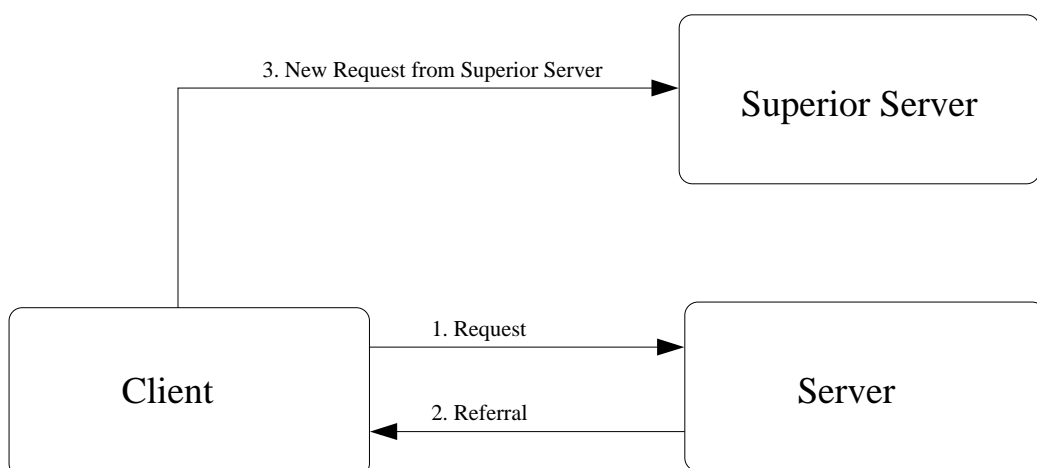 3. New Request from Superior Server
Superior Server
1. Request
Client
Server
2. Referral